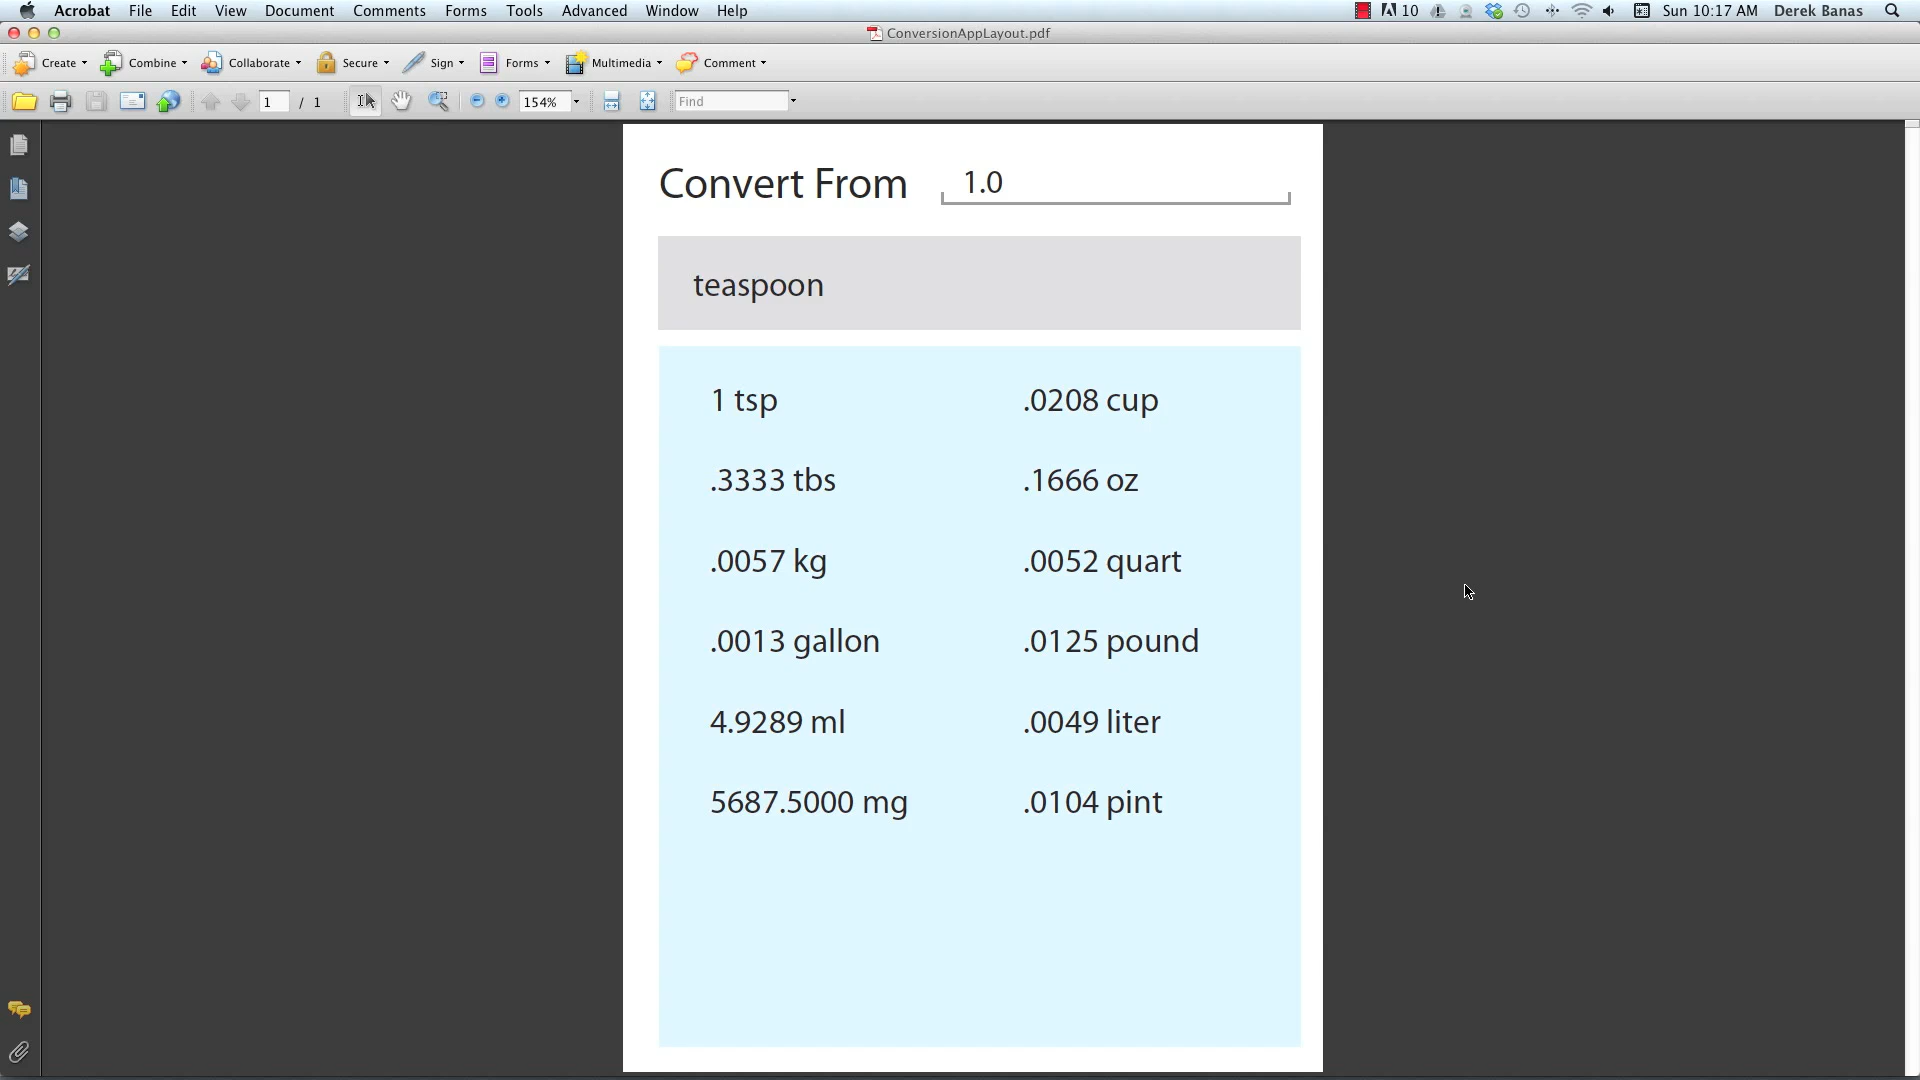 Acrobat File Edit View Document Comments Forms Tools Advanced Window Help 10 Sun 10:17 AM Derek Banas
ConversionAppLayout.pdf
Create Combine Collaborate Secure Sign Forms Multimedia Comment
1 / 1 154% Find
Convert From 1.0
teaspoon
1 tsp .0208 cup
.3333 tbs .1666 oz
.0057 kg .0052 quart
.0013 gallon .0125 pound
4.9289 ml .0049 liter
5687.5000 mg .0104 pint